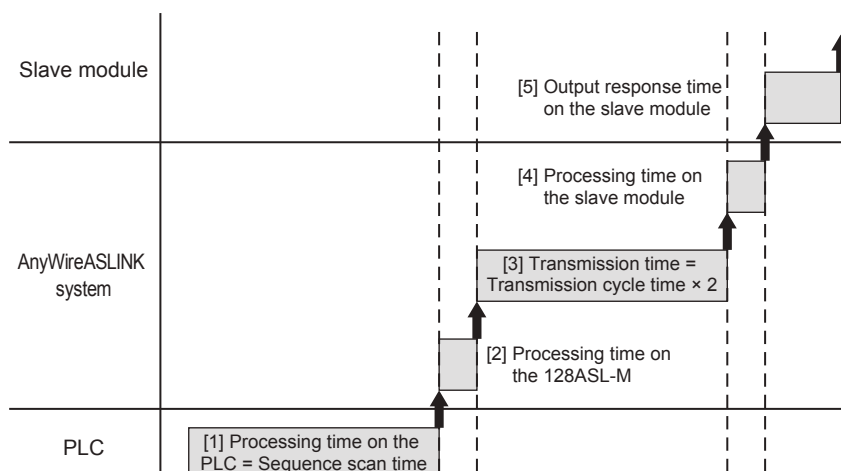 Slave module
[5] Output response time
on the slave module
[4] Processing time on
the slave module
AnyWireASLINK
system
[3] Transmission time =
Transmission cycle time × 2
[2] Processing time on
the 128ASL-M
PLC
[1] Processing time on the
PLC = Sequence scan time